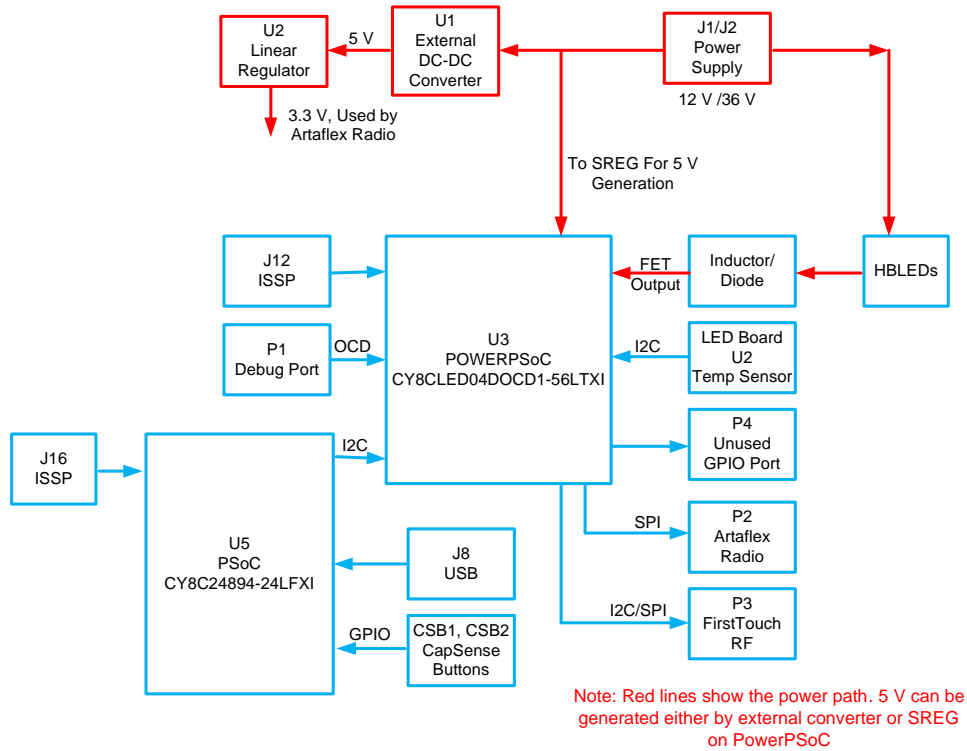 U2
Linear
Regulator
5 V
U1
External
DC-DC
Converter
J1/J2
Power
Supply
12 V /36 V
3.3 V, Used by
Artaflex Radio
To SREG For 5 V
Generation
J12
ISSP
P1
Debug Port
OCD
U3
POWERPSoC
CY8CLED04DOCD1-56LTXI
FET
Output
Inductor/
Diode
HBLEDs
I2C
LED Board
U2
Temp Sensor
P4
Unused
GPIO Port
J16
ISSP
I2C
U5
PSoC
CY8C24894-24LFXI
J8
USB
GPIO
CSB1, CSB2
CapSense
Buttons
SPI
P2
Artaflex
Radio
I2C/SPI
P3
FirstTouch
RF
Note: Red lines show the power path. 5 V can be
generated either by external converter or SREG
on PowerPSoC